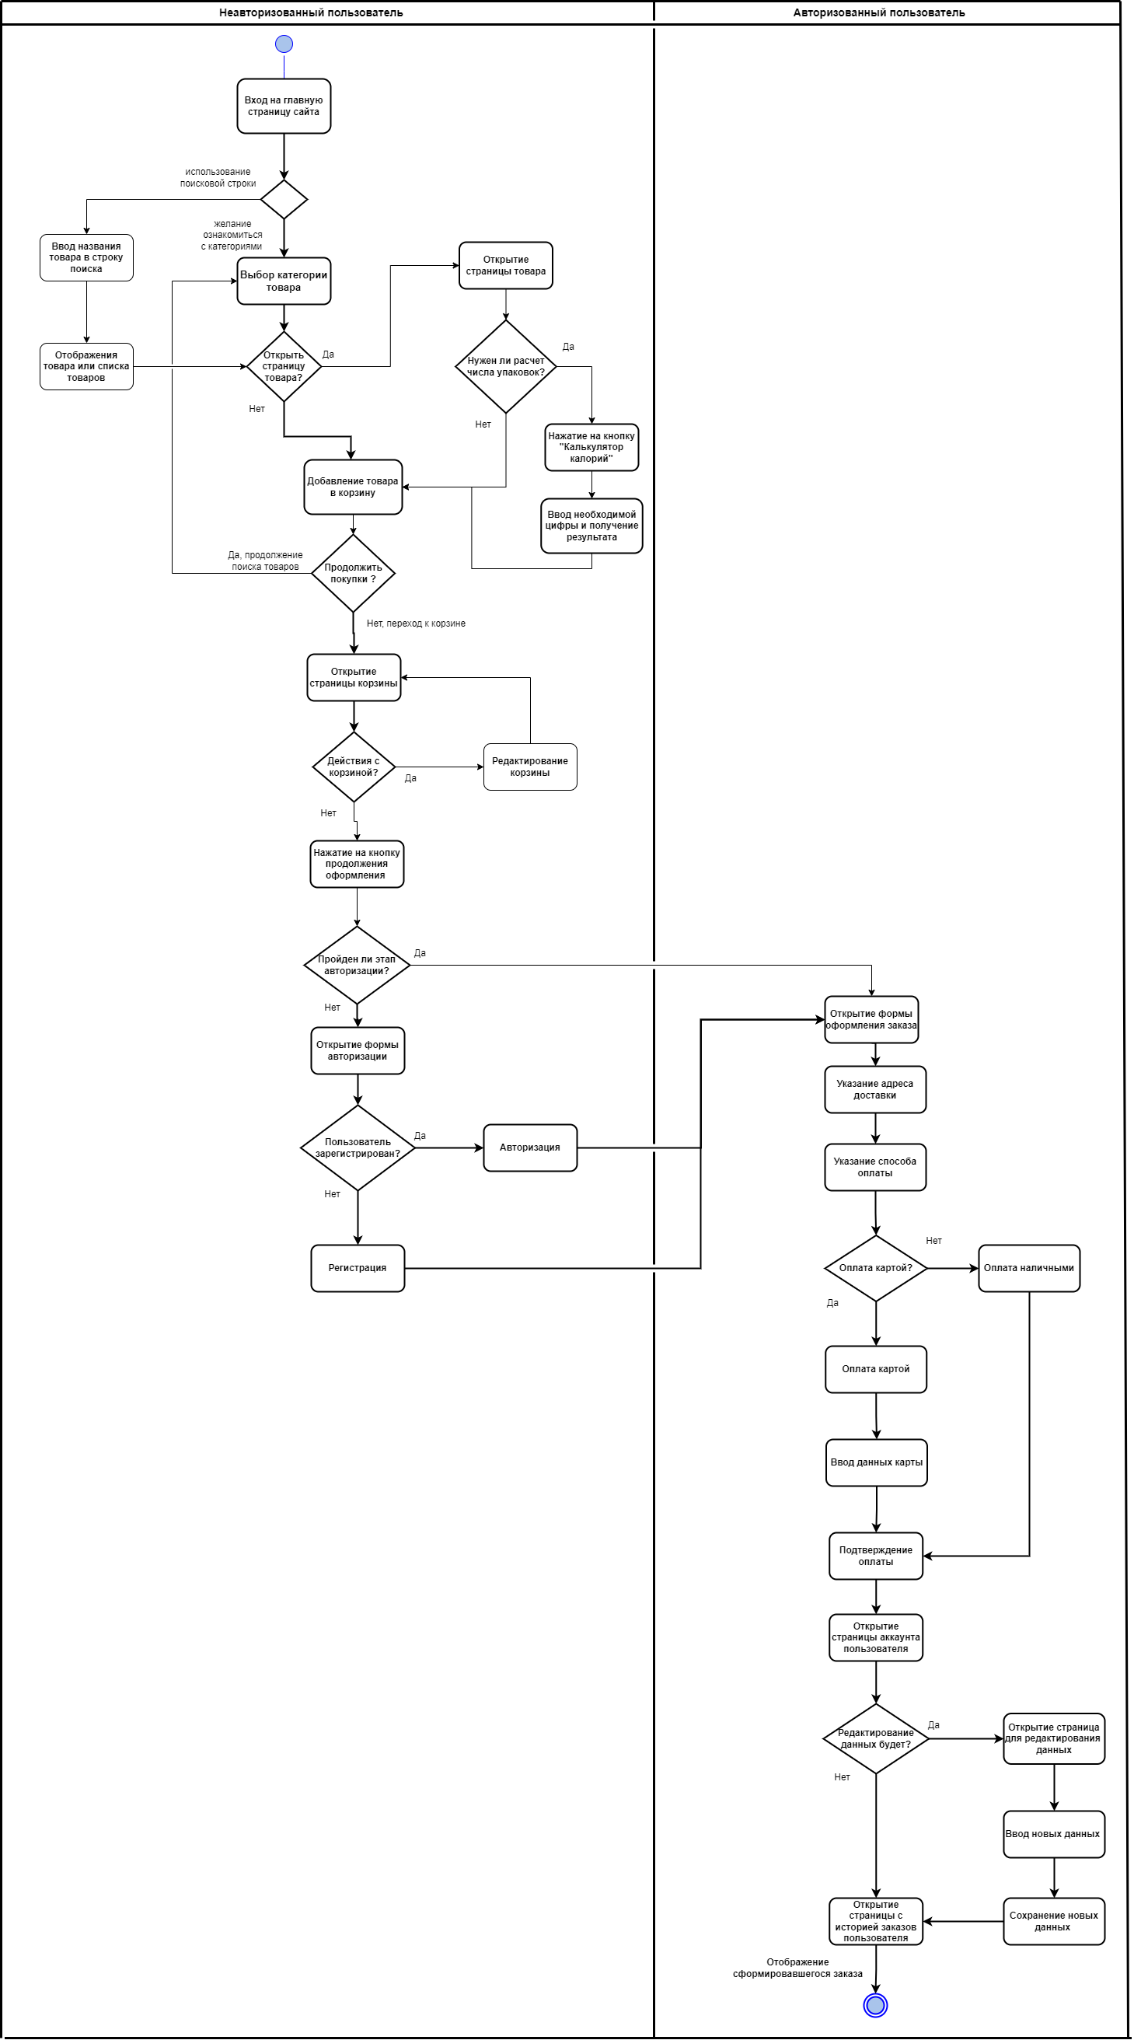 Неавторизованный пользователь
Авторизованный пользователь
Вход на главную
страницу сайта
использование
поисковой строки
желание
ознакомиться
с категориями
Ввод названия
товара в строку
поиска
Выбор категории
товара
Открытие
страницы товара
Отображения
товара или списка
товаров
Открыть
страницу
товара?
Да
Нет
Нужен ли расчет
числа упаковок?
Да
Нет
Нажатие на кнопку
"Калькулятор
калорий"
Добавление товара
в корзину
Ввод необходимой
цифры и получение
результата
Да, продолжение
поиска товаров
Продолжить
покупки ?
Нет, переход к корзине
Открытие
страницы корзины
Действия с
корзиной?
Да
Редактирование
корзины
Нет
Нажатие на кнопку
продолжения
оформления
Пройден ли этап
авторизации?
Да
Нет
Открытие формы
оформления заказа
Открытие формы
авторизации
Указание адреса
доставки
Пользователь
зарегистрирован?
Да
Авторизация
Нет
Указание способа
оплаты
Регистрация
Оплата картой?
Нет
Оплата наличными
Да
Оплата картой
Ввод данных карты
Подтверждение
оплаты
Открытие
страницы аккаунта
пользователя
Редактирование
данных будет?
Да
Нет
Открытие страница
для редактирования
данных
Ввод новых данных
Открытие
страницы с
историей заказов
пользователя
Сохранение новых
данных
Отображение
сформировавшегося заказа